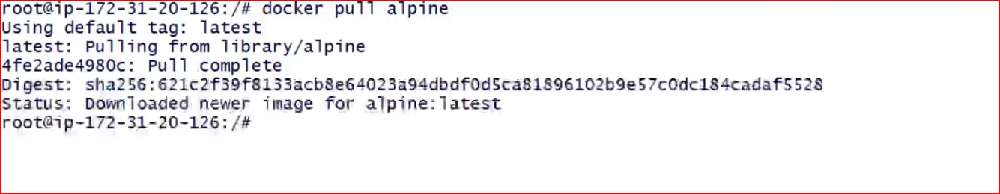 root@ip-172-31-20-126:/# docker pull alpine
Using default tag: latest
latest: Pulling from library/alpine
4fe2ade4980c: Pull complete
Digest: sha256:621c2f39f8133acb8e64023a94dbdf0d5ca81896102b9e57c0dc184cadaf5528
Status: Downloaded newer image for alpine:latest
root@ip-172-31-20-126:/#